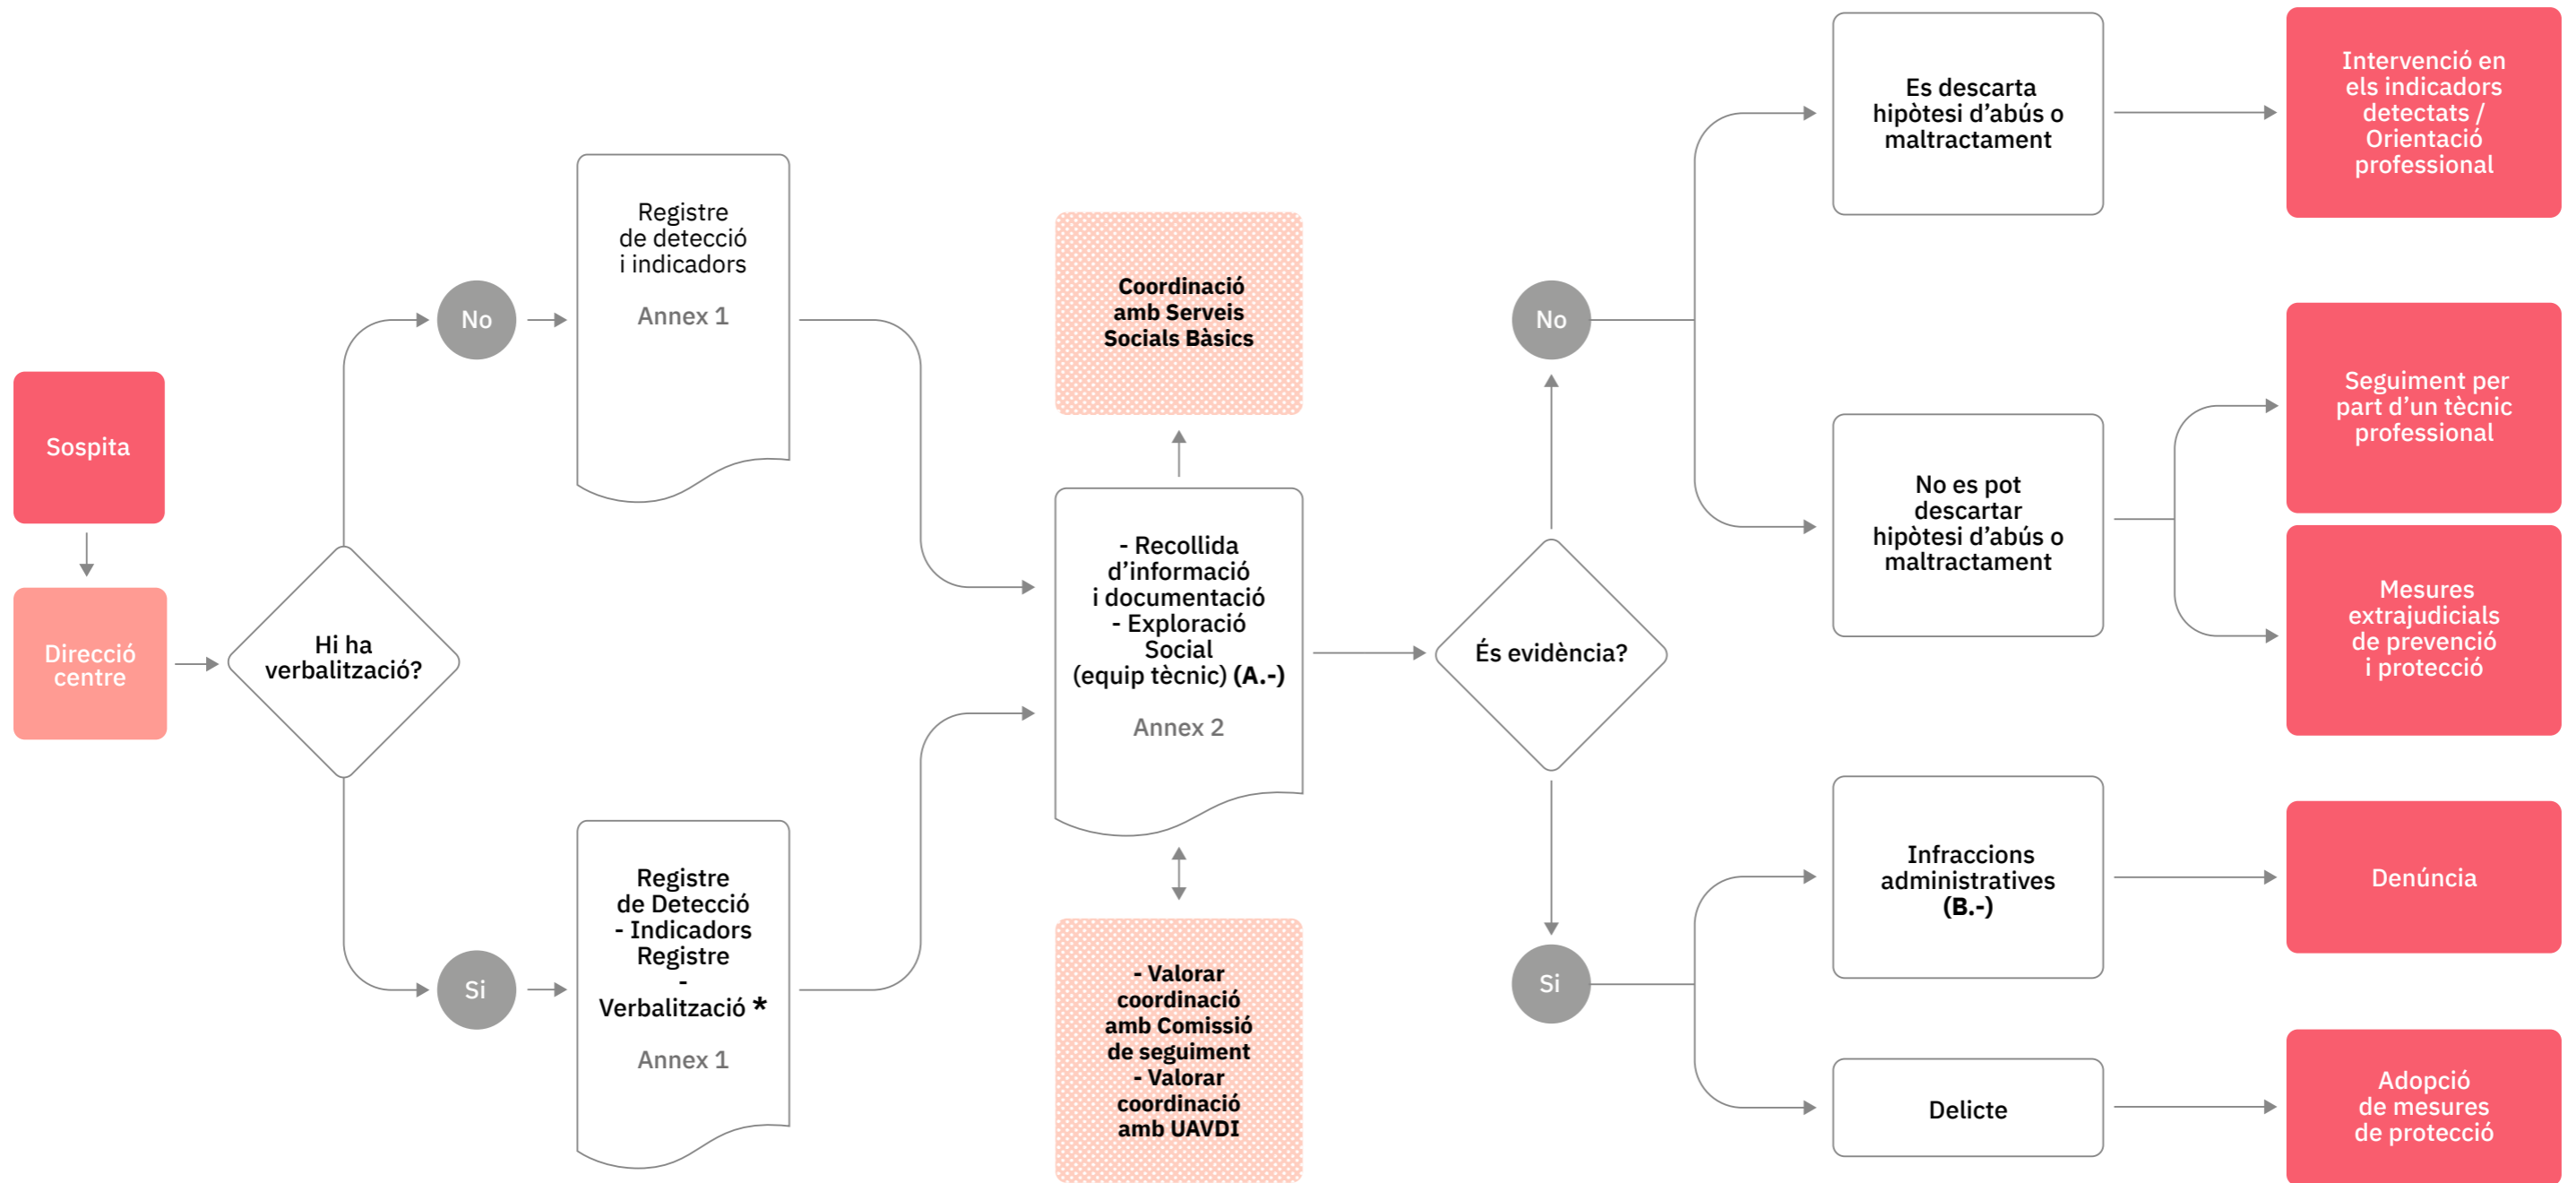 Sospita
Direcció
centre
Hi ha
verbalització?
No
Registre
de detecció
i indicadors
Annex 1
Si
Registre
de Detecció
- Indicadors
Registre
-
Verbalització *
Annex 1
Coordinació
amb Serveis
Socials Bàsics
- Recollida
d’informació
i documentació
- Exploració
Social
(equip tècnic) (A.-)
Annex 2
- Valorar
coordinació
amb Comissió
de seguiment
- Valorar
coordinació
amb UAVDI
És evidència?
No
Es descarta
hipòtesi d’abús o
maltractament
Intervenció en
els indicadors
detectats /
Orientació
professional
No es pot
descartar
hipòtesi d’abús o
maltractament
Seguiment per
part d’un tècnic
professional
Mesures
extrajudicials
de prevenció
i protecció
Si
Infraccions
administratives
(B.-)
Denúncia
Delicte
Adopció
de mesures
de protecció